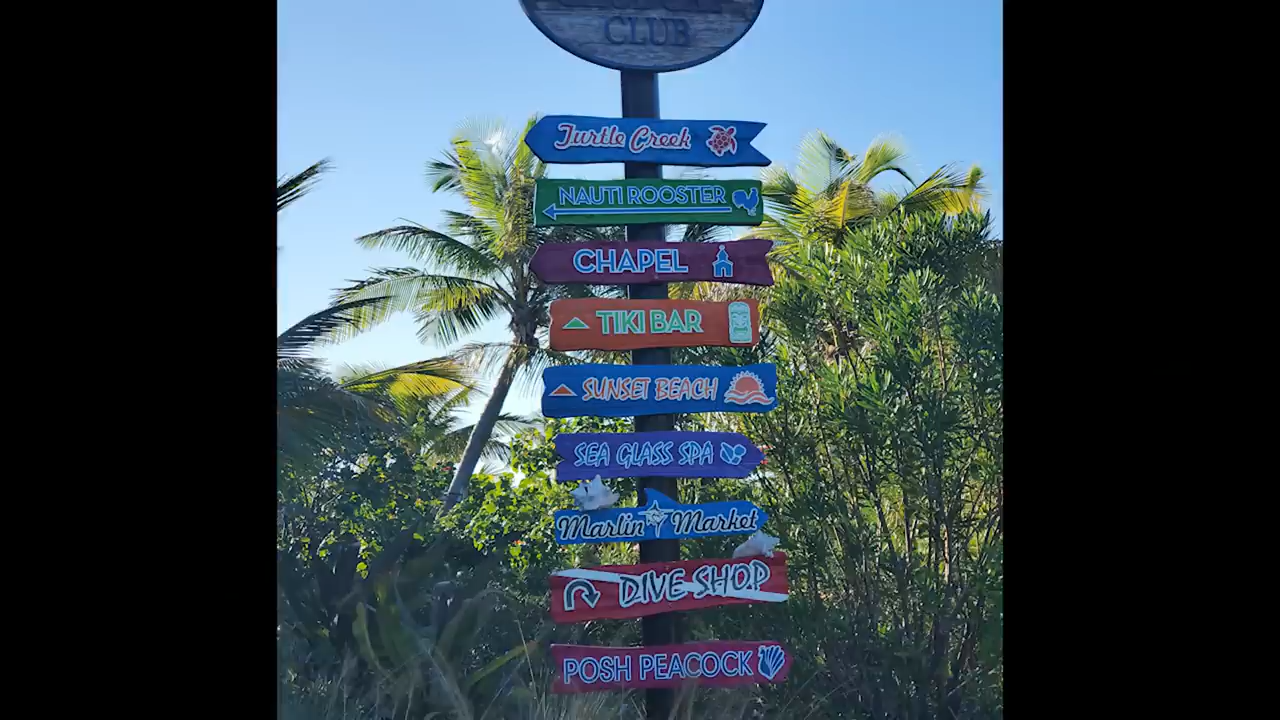 CLUB
Turtle Creek
NAUTI ROOSTER
CHAPEL
TIKI BAR
SUNSET BEACH
SEA GLASS SPA
Marlin Market
DIVE SHOP
POSH PEACOCK